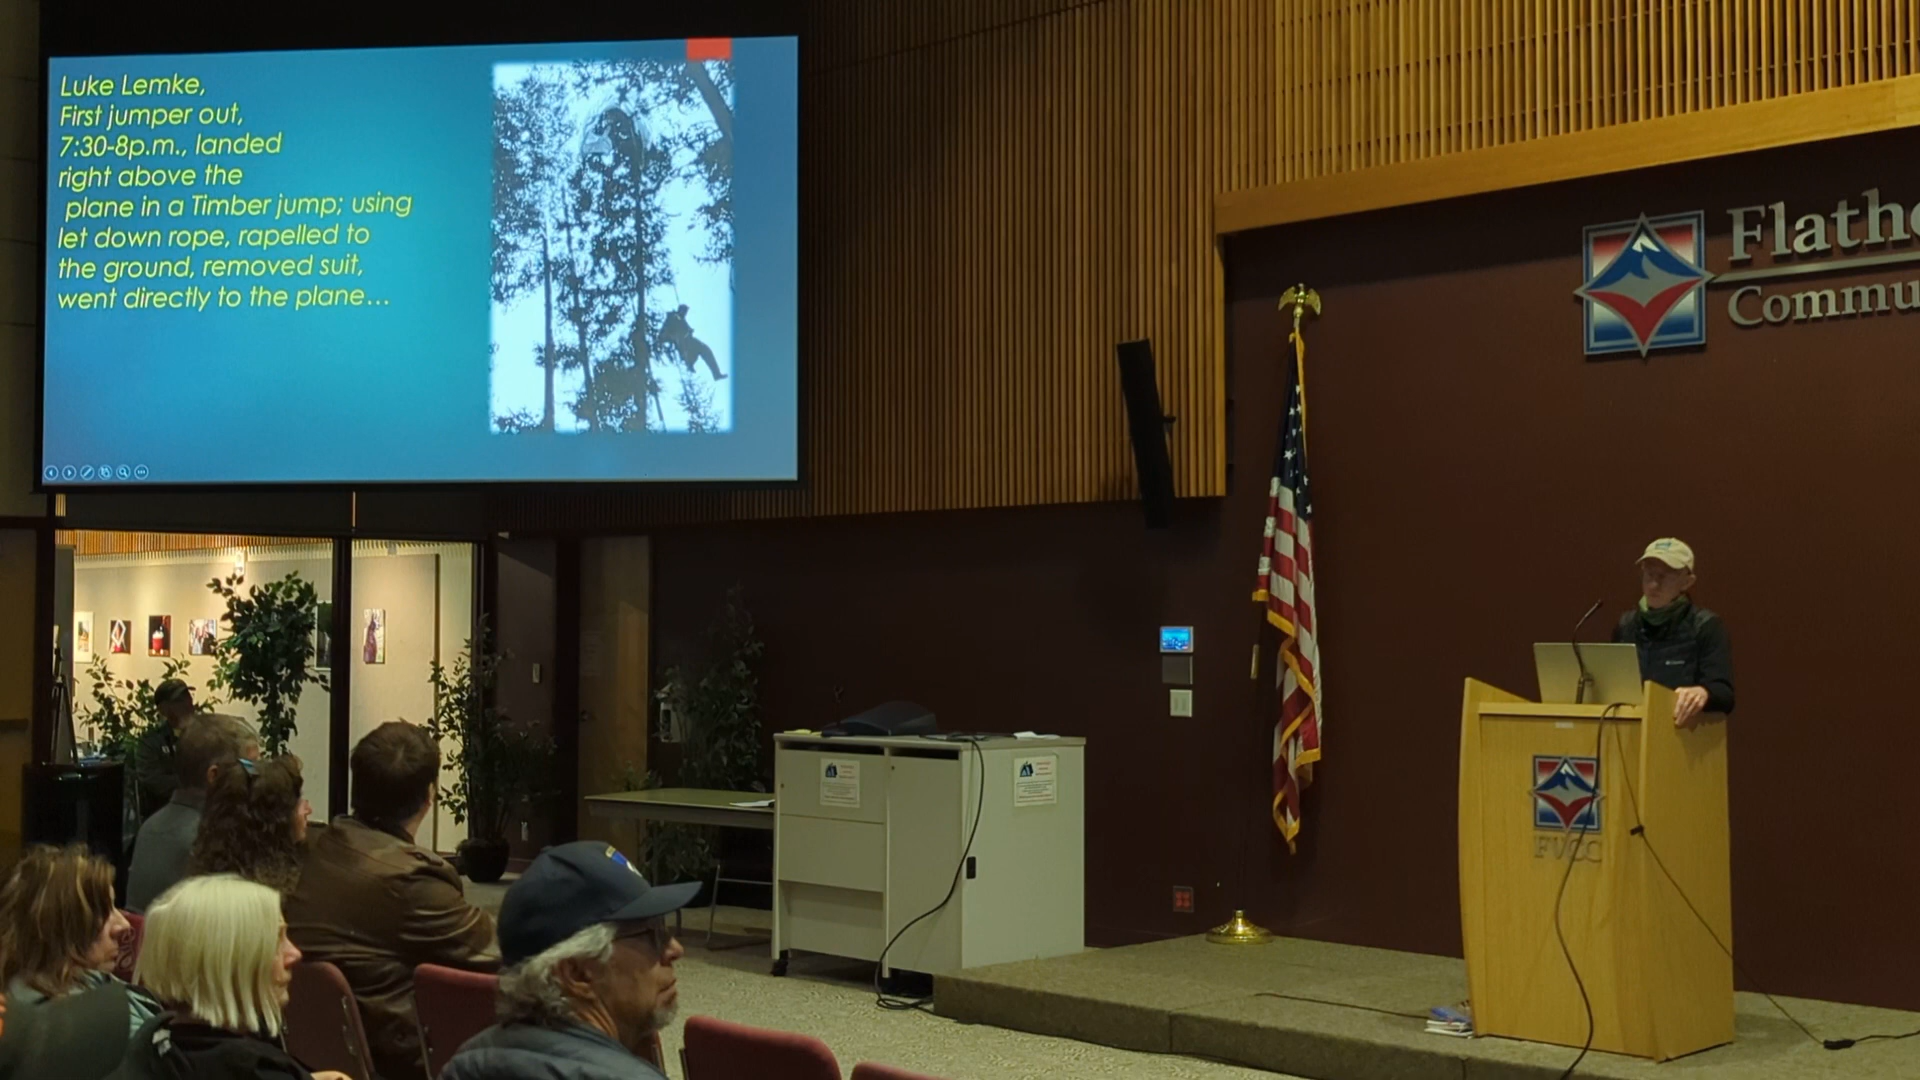 Luke Lemke,
First jumper out,
7:30-8p.m., landed
right above the
plane in a Timber jump; using
let down rope, rapelled to
the ground, removed suit,
went directly to the plane...
Flathe
Commu
FVCC